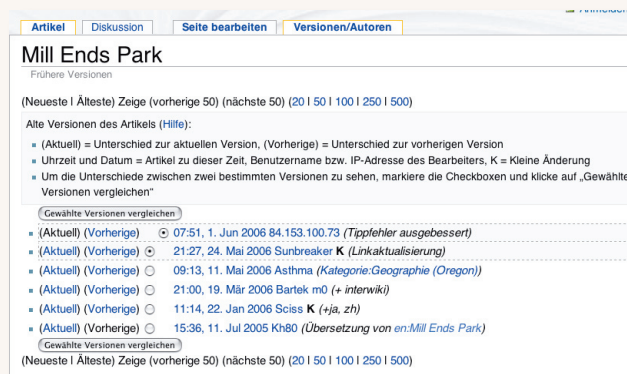 Artikel Diskussion Seite bearbeiten Versionen/Autoren
Mill Ends Park
Frühere Versionen
(Neueste | Älteste) Zeige (vorherige 50) (nächste 50) (20 | 50 | 100 | 250 | 500)
Alte Versionen des Artikels (Hilfe):
(Aktuell) = Unterschied zur aktuellen Version, (Vorherige) = Unterschied zur vorherigen Version
Uhrzeit und Datum = Artikel zu dieser Zeit, Benutzername bzw. IP-Adresse des Bearbeiters, K = Kleine Änderung
Um die Unterschiede zwischen zwei bestimmten Versionen zu sehen, markiere die Checkboxen und klicke auf „Gewählte
Versionen vergleichen“
Gewählte Versionen vergleichen
(Aktuell) (Vorherige) 07:51, 1. Jun 2006 84.153.100.73 (Tippfehler ausgebessert)
(Aktuell) (Vorherige) 21:27, 24. Mai 2006 Sunbreaker K (Linkaktualisierung)
(Aktuell) (Vorherige) 09:13, 11. Mai 2006 Asthma (Kategorie:Geographie (Oregon))
(Aktuell) (Vorherige) 21:00, 19. Mär 2006 Bartek m0 (+ interwiki)
(Aktuell) (Vorherige) 11:14, 22. Jan 2006 Sciss K (+ja, zh)
(Aktuell) (Vorherige) 15:36, 11. Jul 2005 Kh80 (Übersetzung von en:Mill Ends Park)
Gewählte Versionen vergleichen
(Neueste | Älteste) Zeige (vorherige 50) (nächste 50) (20 | 50 | 100 | 250 | 500)